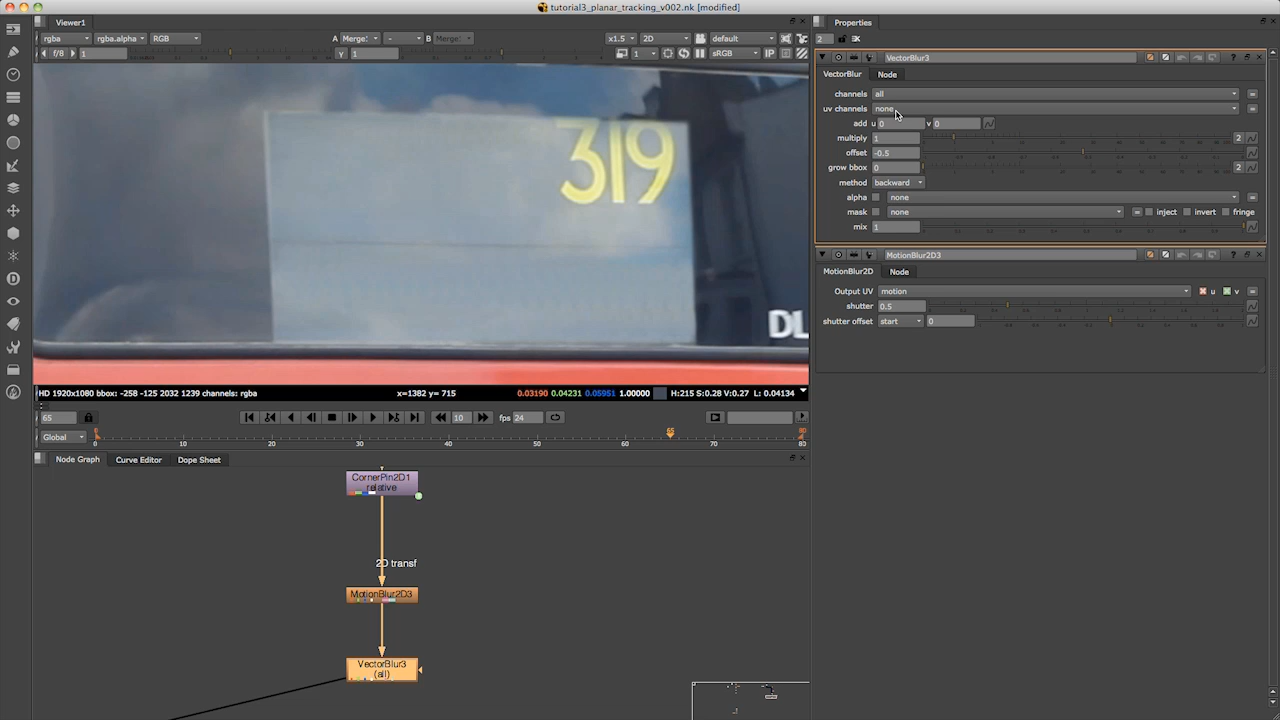 tutorial3_planar_tracking_v002.nk [modified]
Viewer1
rgba rgba.alpha RGB A Merge: - B Merge: x1.5 2D default
f/8 1 Y 1 1 sRGB IP
319
DL
HD 1920x1080 bbox: -258 -125 2032 1239 channels: rgba x=1382 y= 715 0.03190 0.04231 0.05951 1.00000 H:215 S:0.28 V:0.27 L: 0.04134
65 10 fps 24
Global 0 10 20 30 40 50 60 65 70 80
Node Graph Curve Editor Dope Sheet
CornerPin2D1
relative
2D transf
MotionBlur2D3
VectorBlur3
(all)
Properties
2
VectorBlur3
VectorBlur Node
channels all
uv channels none
add u 0 v 0
multiply 1 2
offset -0.5
grow bbox 0 2
method backward
alpha none
mask none inject invert fringe
mix 1
MotionBlur2D3
MotionBlur2D Node
Output UV motion u v
shutter 0.5
shutter offset start 0